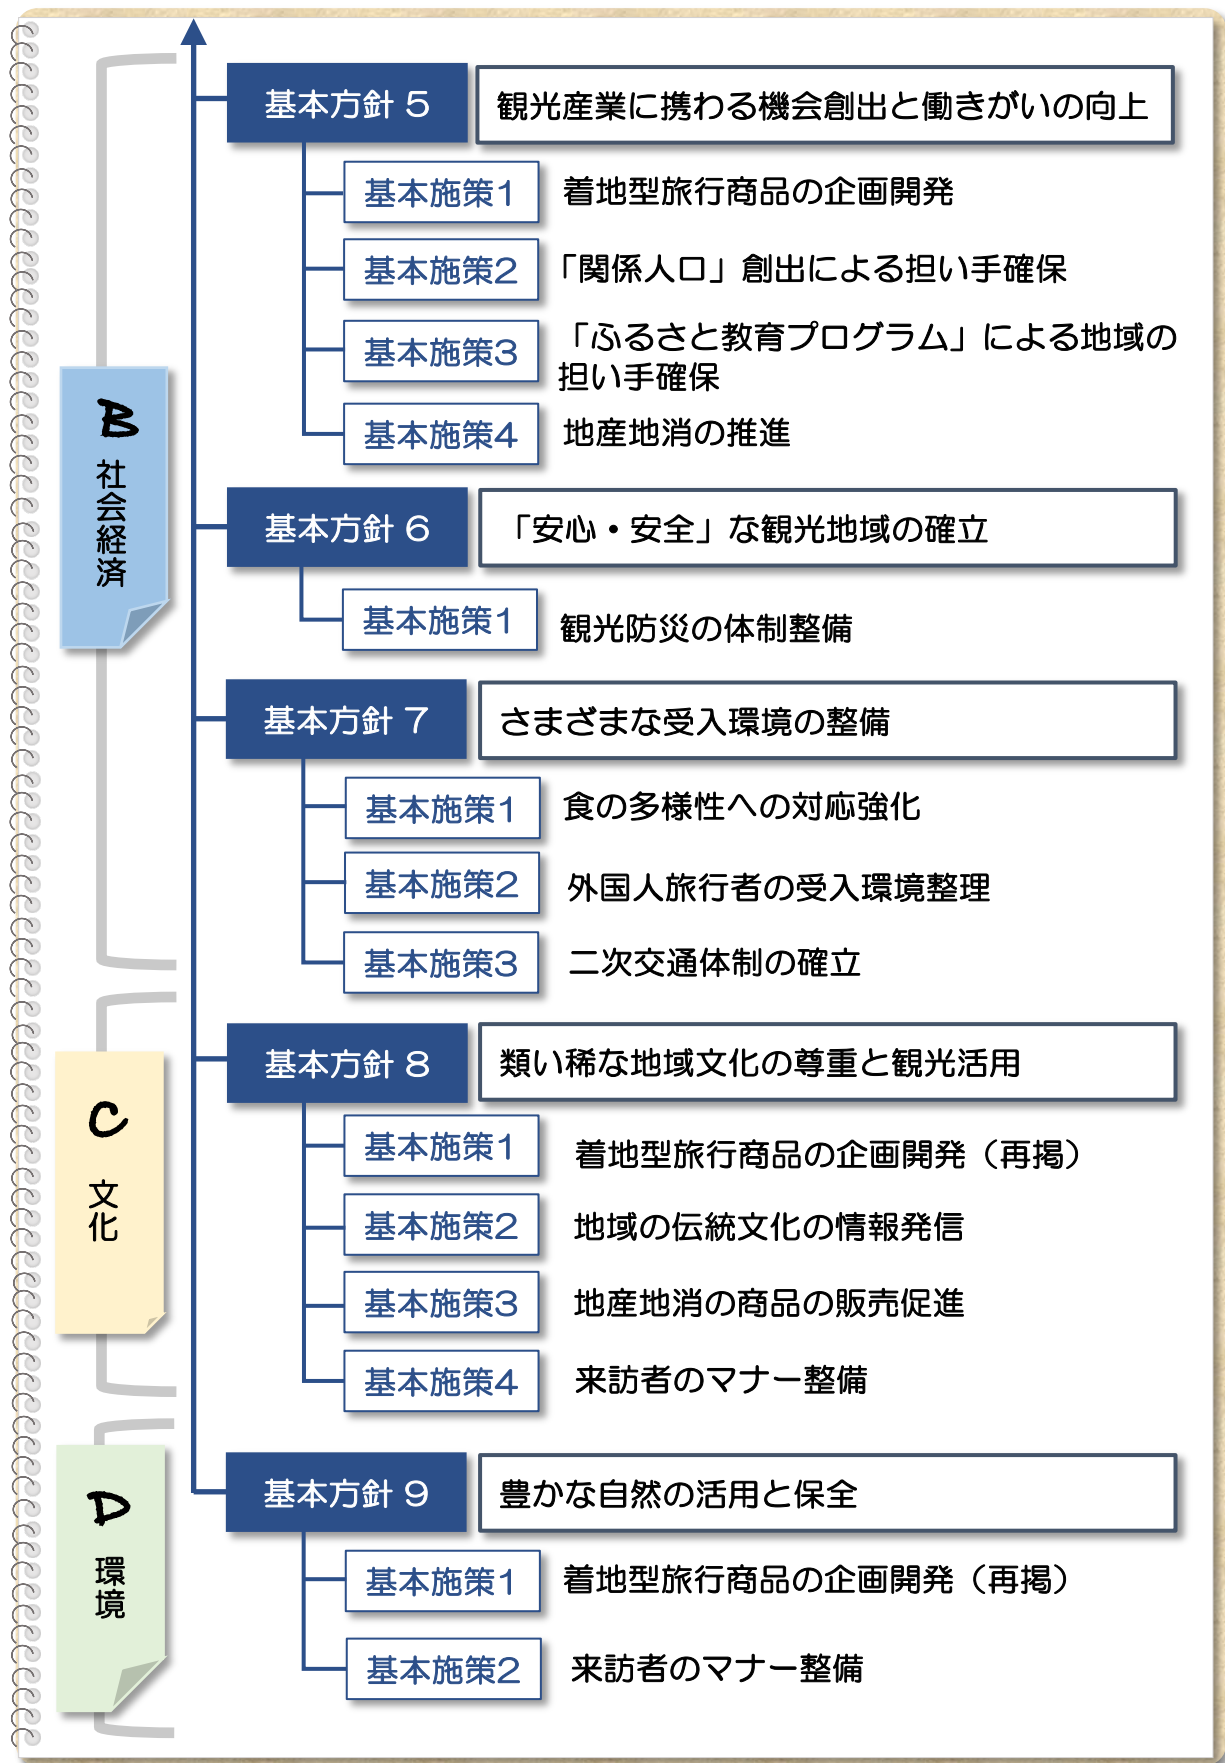 基本方針 5
観光産業に携わる機会創出と働きがいの向上
基本施策1
着地型旅行商品の企画開発
基本施策2
「関係人口」創出による担い手確保
基本施策3
「ふるさと教育プログラム」による地域の
担い手確保
基本施策4
地産地消の推進
B
社会経済
基本方針 6
「安心・安全」な観光地域の確立
基本施策1
観光防災の体制整備
基本方針 7
さまざまな受入環境の整備
基本施策1
食の多様性への対応強化
基本施策2
外国人旅行者の受入環境整理
基本施策3
二次交通体制の確立
C
文化
基本方針 8
類い稀な地域文化の尊重と観光活用
基本施策1
着地型旅行商品の企画開発（再掲）
基本施策2
地域の伝統文化の情報発信
基本施策3
地産地消の商品の販売促進
基本施策4
来訪者のマナー整備
D
環境
基本方針 9
豊かな自然の活用と保全
基本施策1
着地型旅行商品の企画開発（再掲）
基本施策2
来訪者のマナー整備